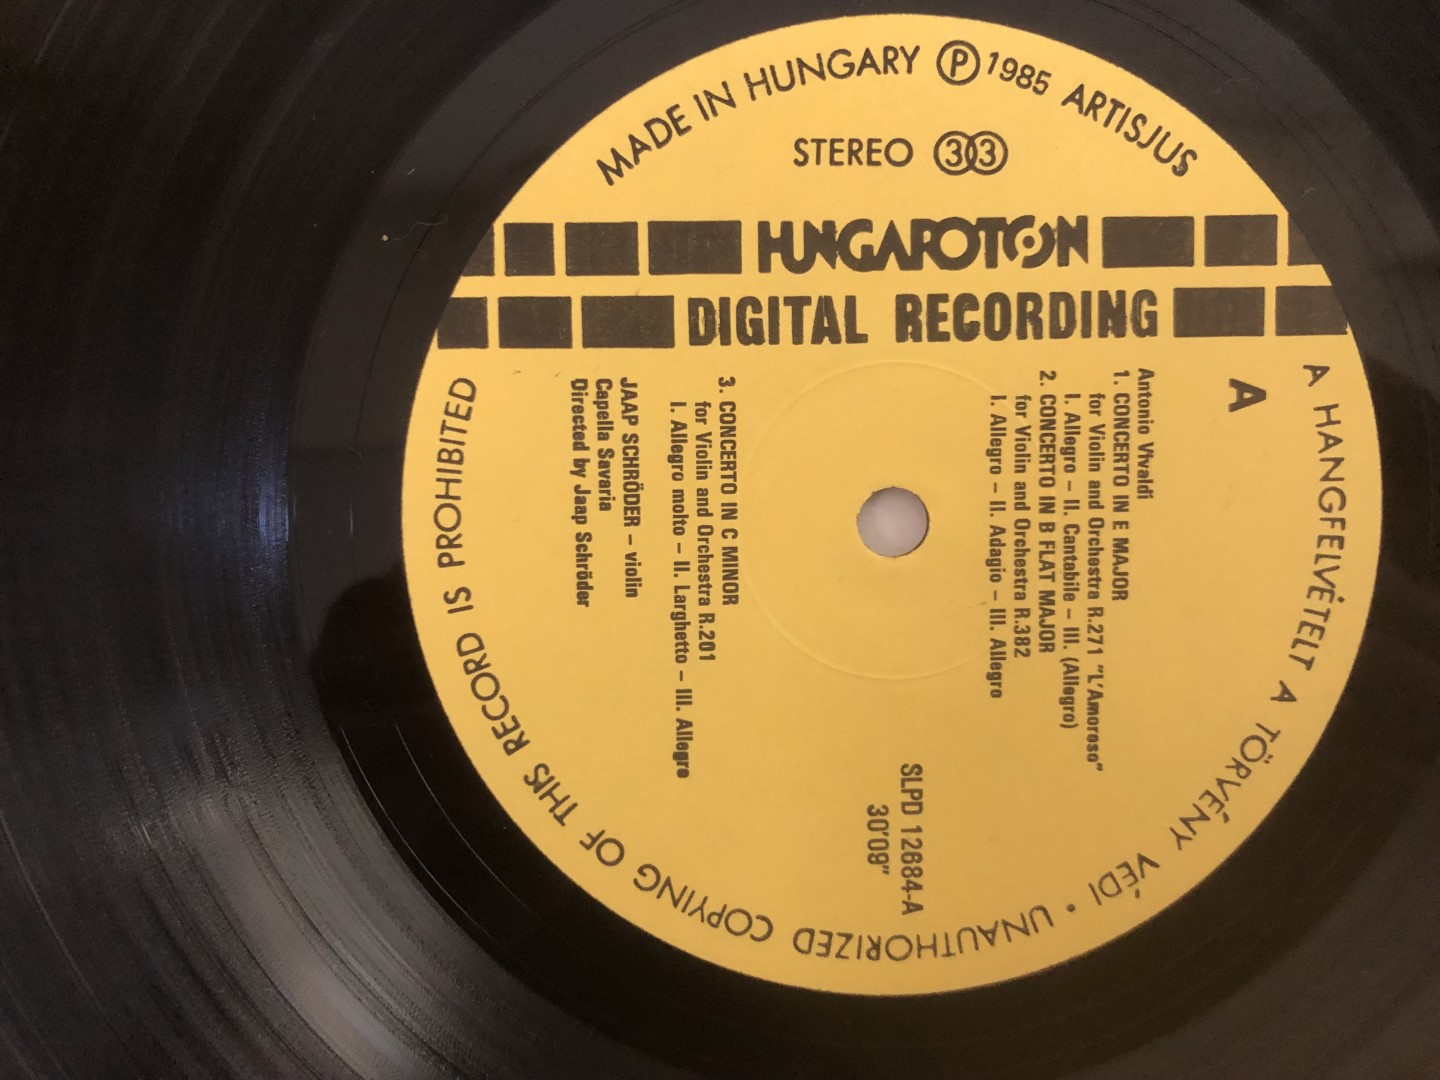 MADE IN HUNGARY Ⓟ 1985 ARTISJUS
STEREO 33
HUNGAROTON
DIGITAL RECORDING
A
Antonio Vivaldi
1. CONCERTO IN E MAJOR
for Violin and Orchestra R.271 "L'Amoroso"
I. Allegro – II. Cantabile – III. (Allegro)
2. CONCERTO IN B FLAT MAJOR
for Violin and Orchestra R.382
I. Allegro – II. Adagio – III. Allegro
SLPD 12684-A
30'08"
3. CONCERTO IN C MINOR
for Violin and Orchestra R.201
I. Allegro molto – II. Larghetto – III. Allegro
JAAP SCHRÖDER – violin
Capella Savaria
Directed by Jaap Schröder
A HANGFELVÉTELT A TÖRVÉNY VÉDI • UNAUTHORIZED COPYING OF THIS RECORD IS PROHIBITED